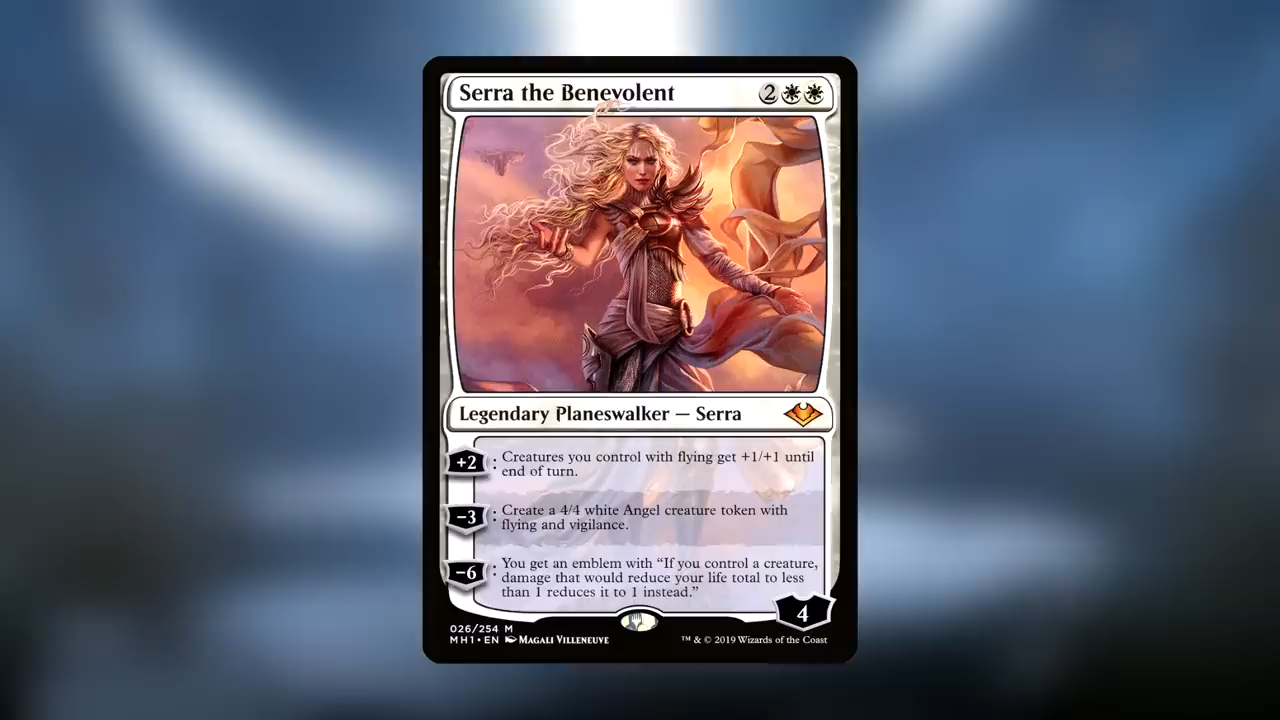 Serra the Benevolent 2
Legendary Planeswalker — Serra
+2 : Creatures you control with flying get +1/+1 until
end of turn.
−3 : Create a 4/4 white Angel creature token with
flying and vigilance.
−6 : You get an emblem with “If you control a creature,
damage that would reduce your life total to less
than 1 reduces it to 1 instead.”
4
026/254 M
MH1 • EN Magali Villeneuve ™ & © 2019 Wizards of the Coast